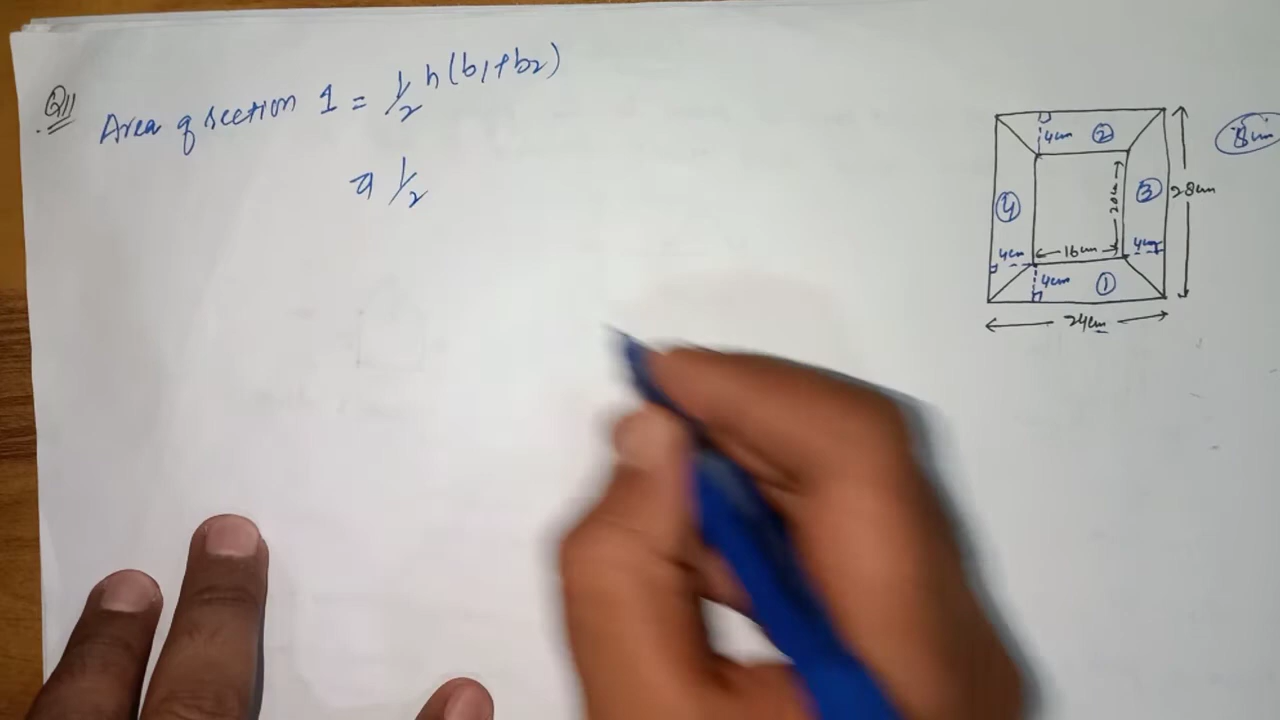 Q11
Area of section 1 = 1/2 h(b1+b2)
= 1/2
4cm ②
8cm
④ 20cm ③ 28cm
4cm 16cm 4cm
4cm ①
24cm